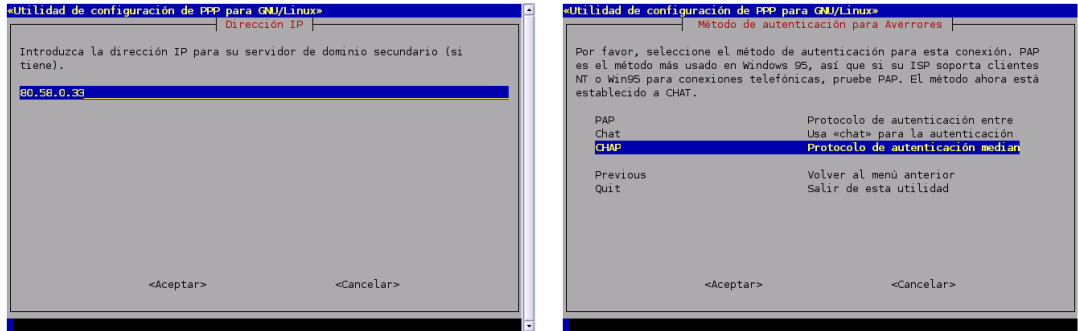 «Utilidad de configuración de PPP para GNU/Linux»
Dirección IP
Introduzca la dirección IP para su servidor de dominio secundario (si
tiene).
80.58.0.33
<Aceptar> <Cancelar>
«Utilidad de configuración de PPP para GNU/Linux»
Método de autenticación para Averrores
Por favor, seleccione el método de autenticación para esta conexión. PAP
es el método más usado en Windows 95, así que si su ISP soporta clientes
NT o Win95 para conexiones telefónicas, pruebe PAP. El método ahora está
establecido a CHAT.
PAP Protocolo de autenticación entre
Chat Usa «chat» para la autenticación
CHAP Protocolo de autenticación median
Previous Volver al menú anterior
Quit Salir de esta utilidad
<Aceptar> <Cancelar>